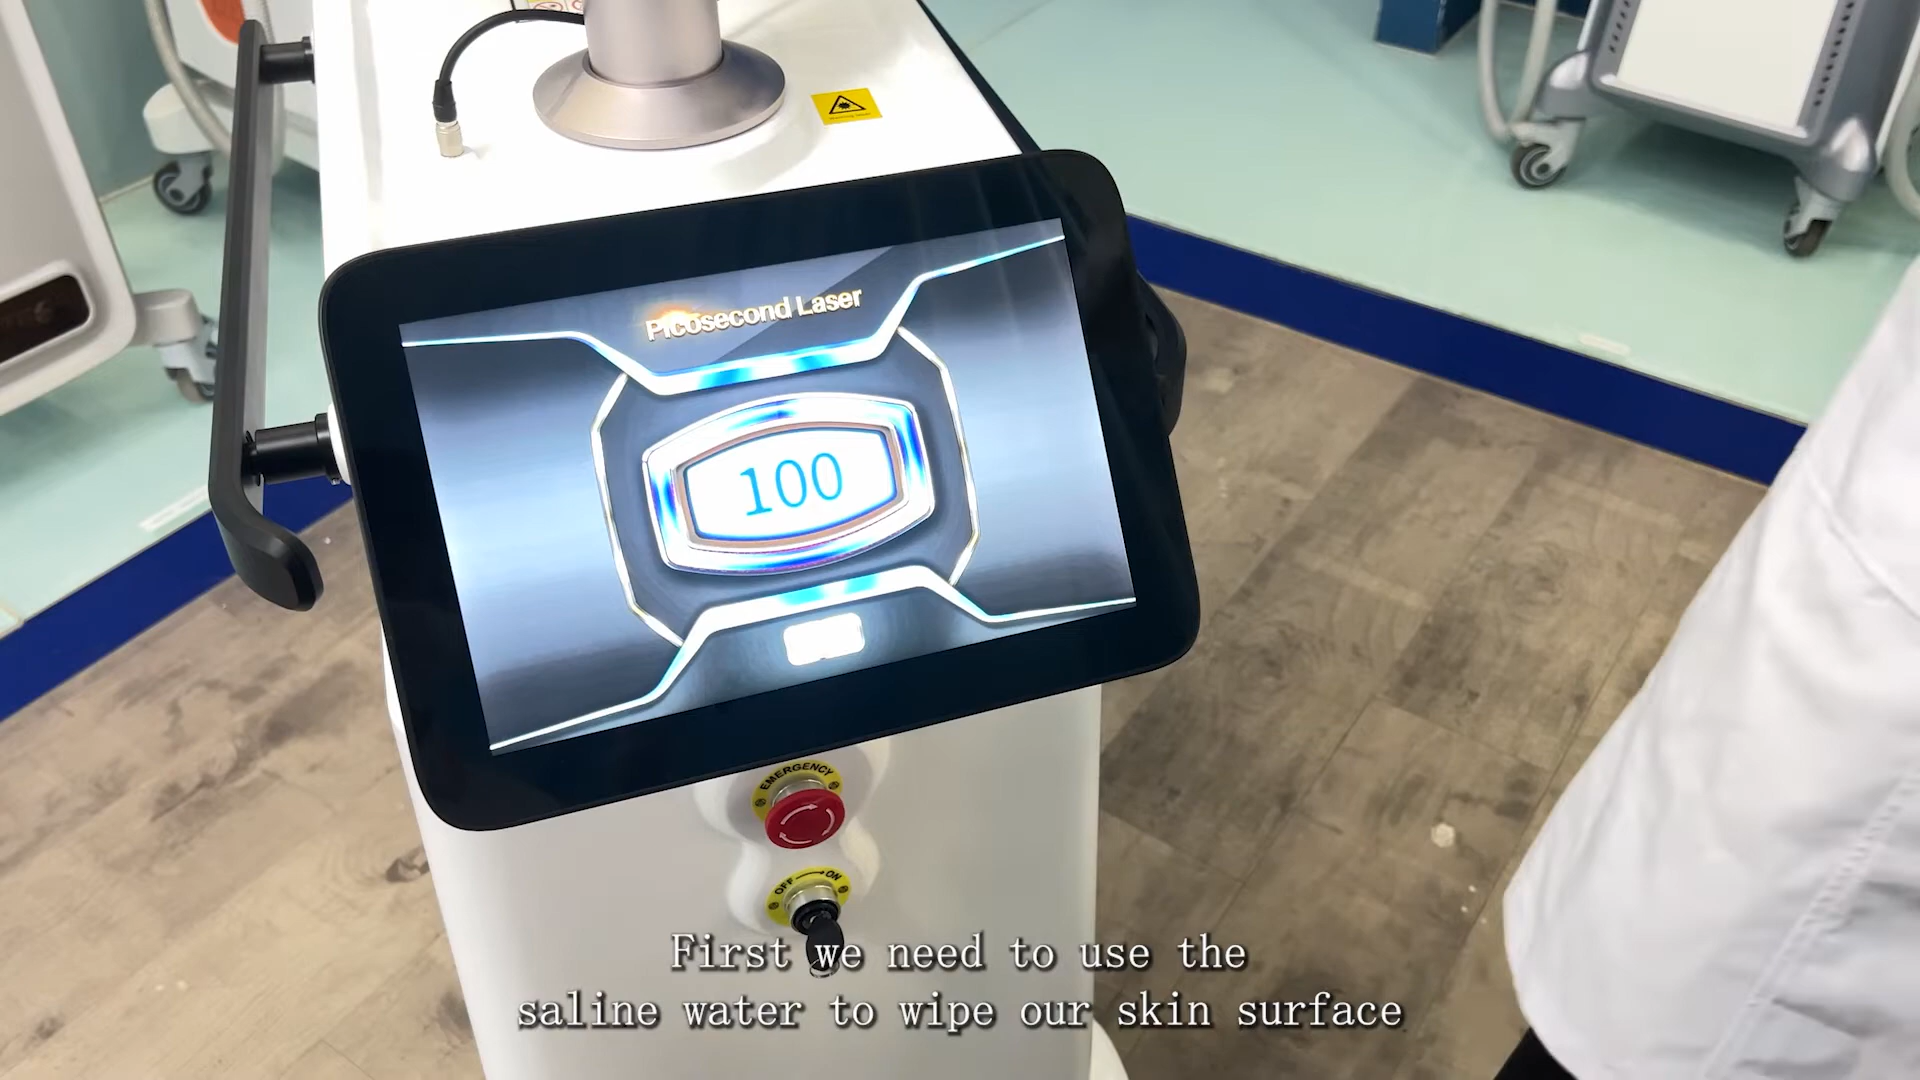 Picosecond Laser
100
EMERGENCY
OFF ON
First we need to use the
saline water to wipe our skin surface